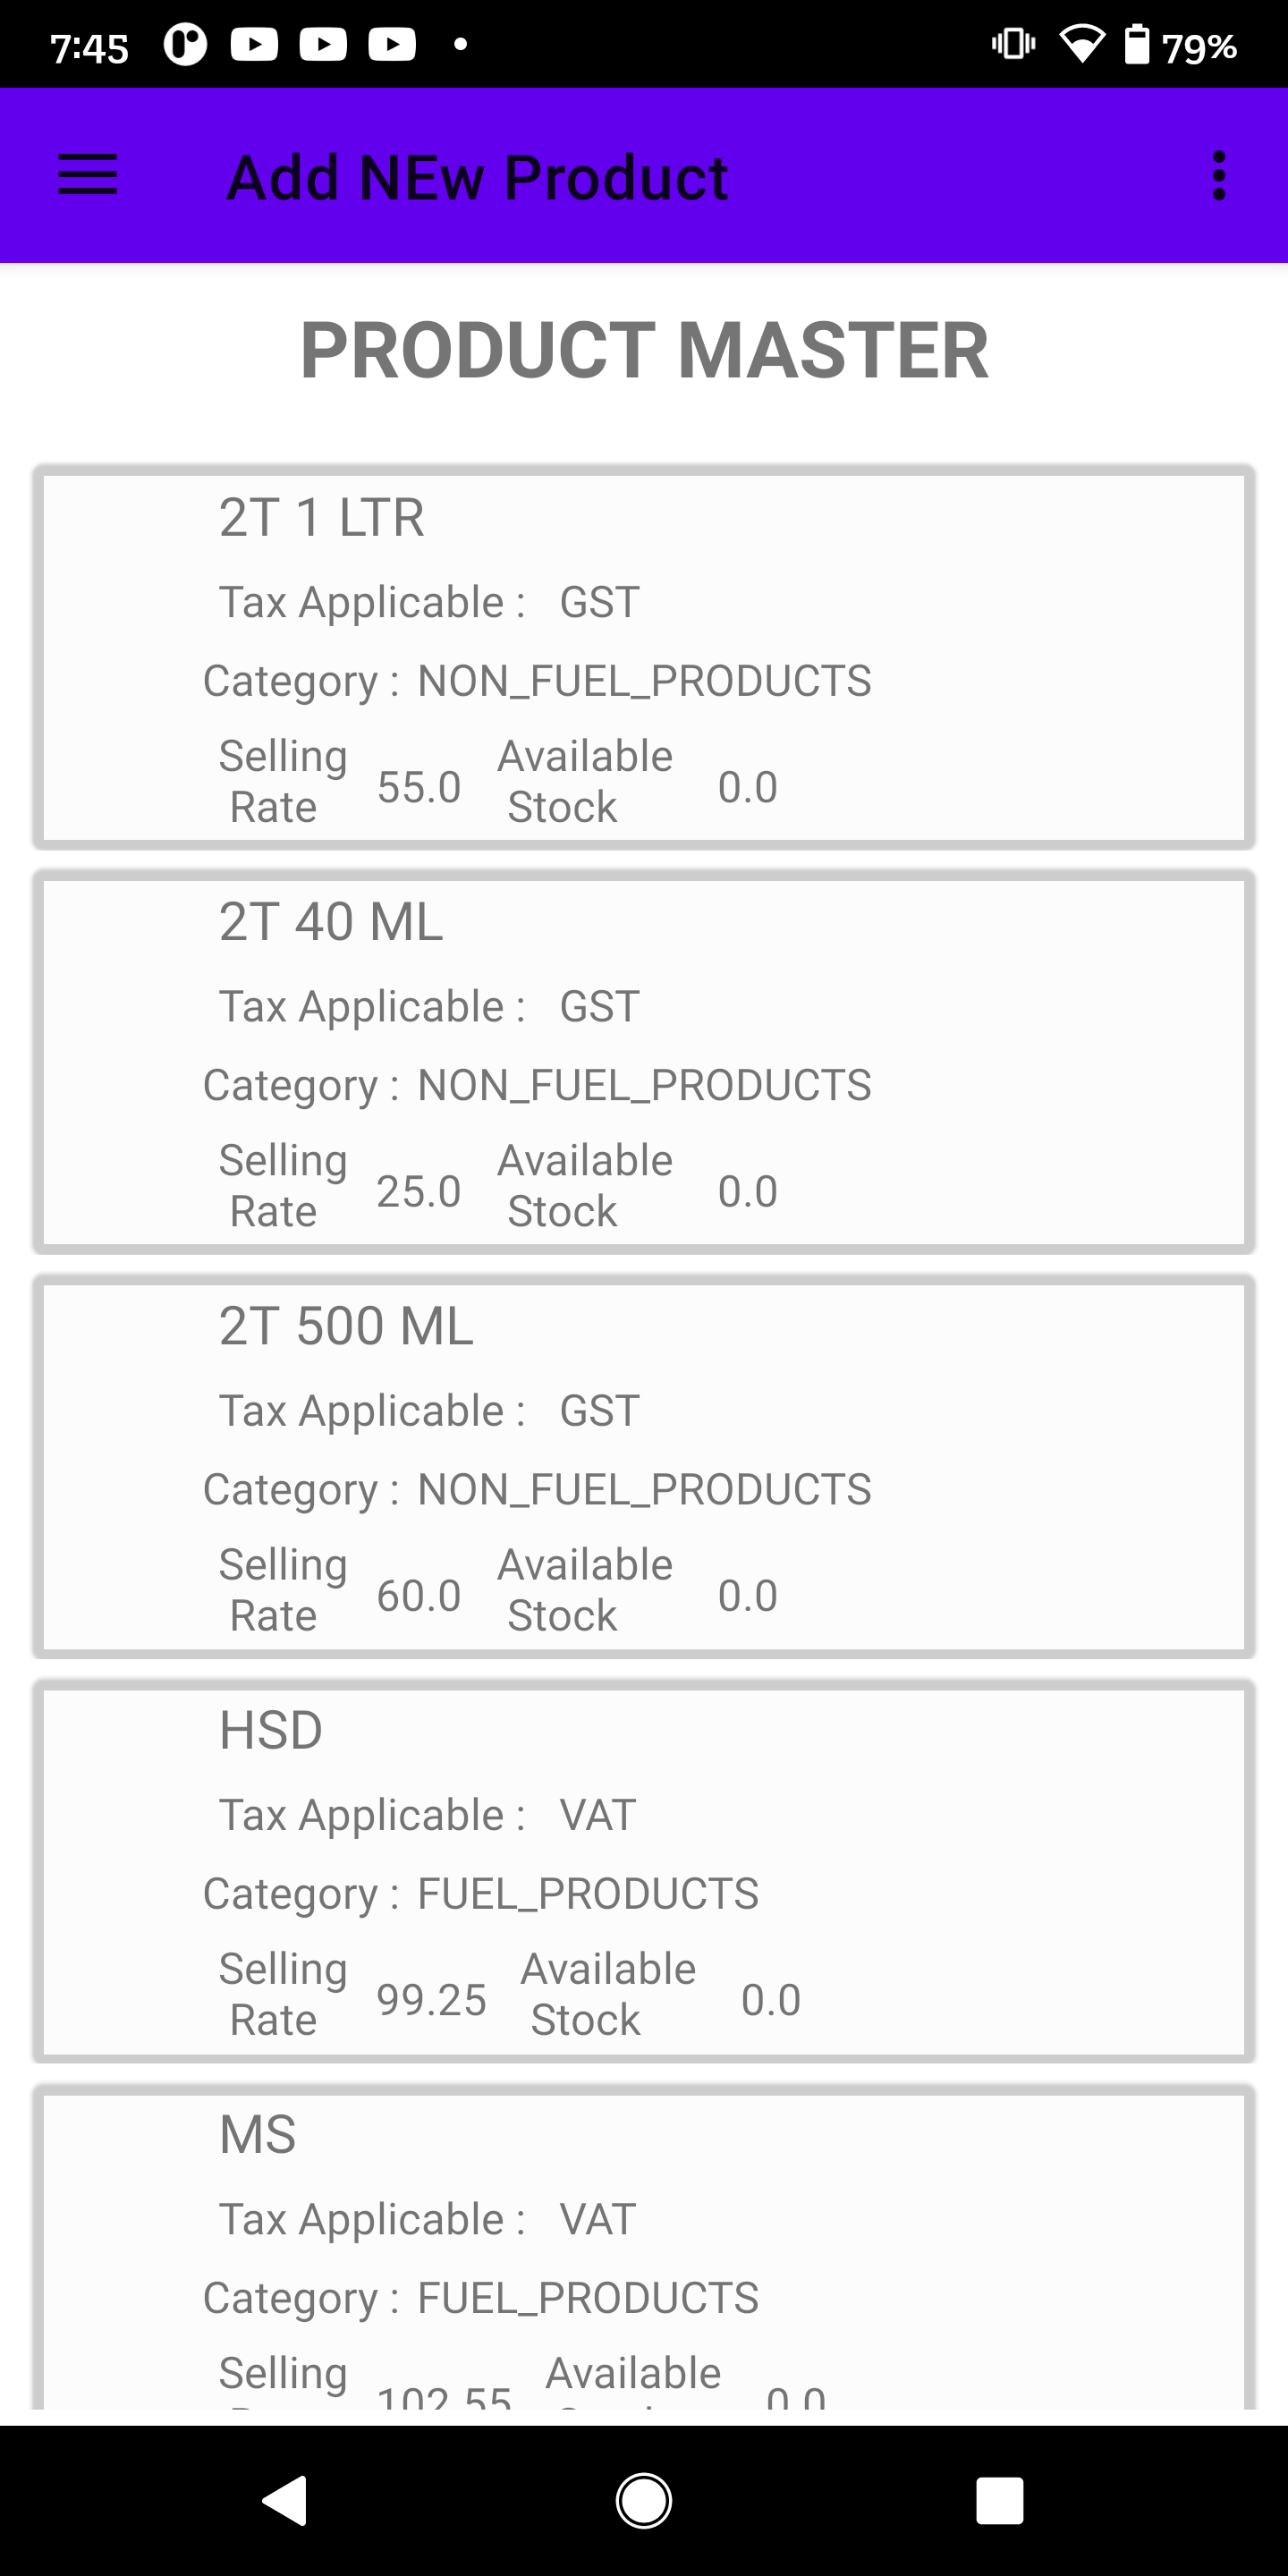 7:45 79%
Add NEw Product
PRODUCT MASTER
2T 1 LTR
Tax Applicable : GST
Category : NON_FUEL_PRODUCTS
Selling Rate 55.0 Available Stock 0.0
2T 40 ML
Tax Applicable : GST
Category : NON_FUEL_PRODUCTS
Selling Rate 25.0 Available Stock 0.0
2T 500 ML
Tax Applicable : GST
Category : NON_FUEL_PRODUCTS
Selling Rate 60.0 Available Stock 0.0
HSD
Tax Applicable : VAT
Category : FUEL_PRODUCTS
Selling Rate 99.25 Available Stock 0.0
MS
Tax Applicable : VAT
Category : FUEL_PRODUCTS
Selling 102.55 Available 0.0